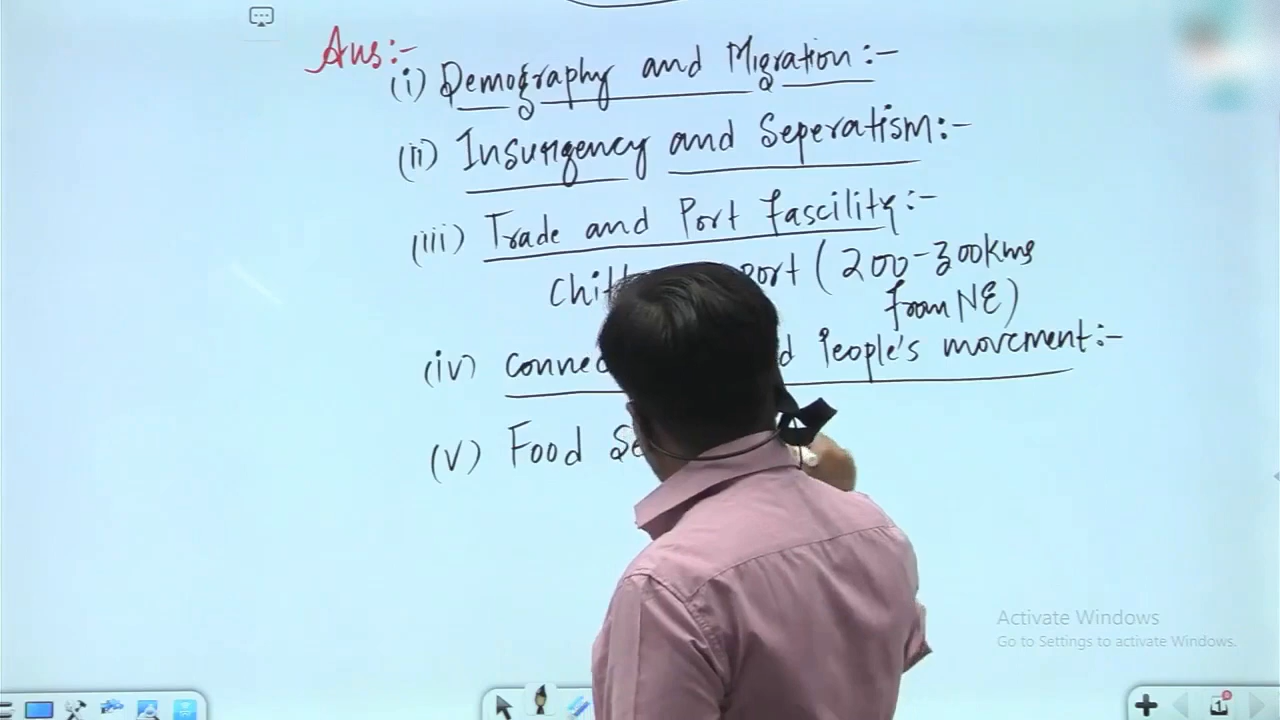 Ans:-
(i) Demography and Migration:-
(ii) Insurgency and Seperatism:-
(iii) Trade and Port fascility:-
port (200-300kms
from NE)
(iv) People's movement:-
(v) Food
Activate Windows
Go to Settings to activate Windows.
1